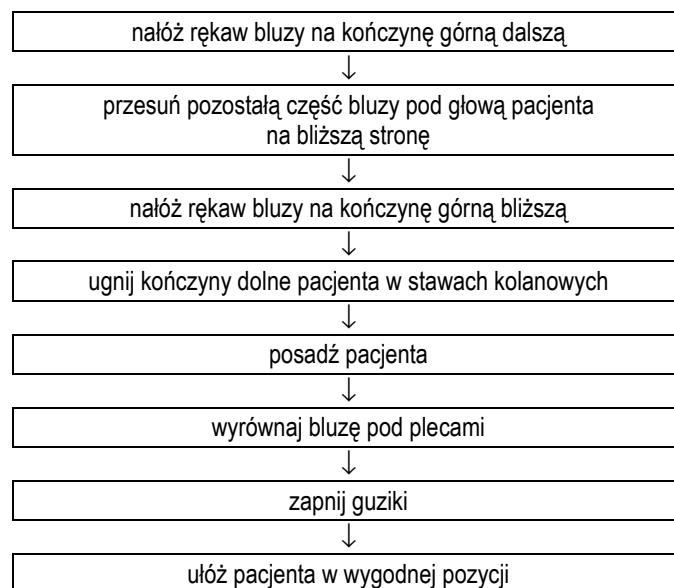 nałóż rękaw bluzy na kończynę górną dalszą
↓
przesuń pozostałą część bluzy pod głową pacjenta
na bliższą stronę
↓
nałóż rękaw bluzy na kończynę górną bliższą
↓
ugnij kończyny dolne pacjenta w stawach kolanowych
↓
posadź pacjenta
↓
wyrównaj bluzę pod plecami
↓
zapnij guziki
↓
ułóż pacjenta w wygodnej pozycji